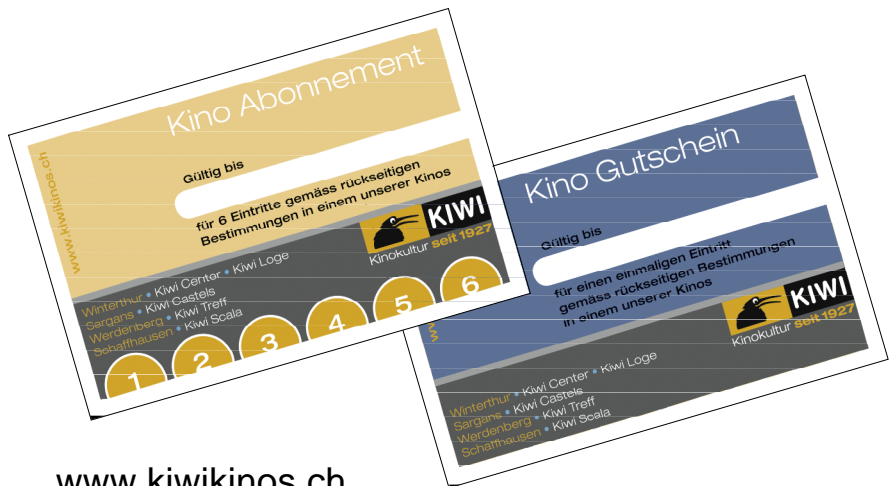 Kino Abonnement
www.kiwikinos.ch
Gültig bis
für 6 Eintritte gemäss rückseitigen
Bestimmungen in einem unserer Kinos
KIWI
Kinokultur seit 1927
Winterthur • Kiwi Center • Kiwi Loge
Sargans • Kiwi Castels
Werdenberg • Kiwi Treff
Schaffhausen • Kiwi Scala
1 2 3 4 5 6
Kino Gutschein
Gültig bis
für einen einmaligen Eintritt
gemäss rückseitigen Bestimmungen
in einem unserer Kinos
KIWI
Kinokultur seit 1927
Winterthur • Kiwi Center • Kiwi Loge
Sargans • Kiwi Castels
Werdenberg • Kiwi Treff
Schaffhausen • Kiwi Scala
www.kiwikinos.ch